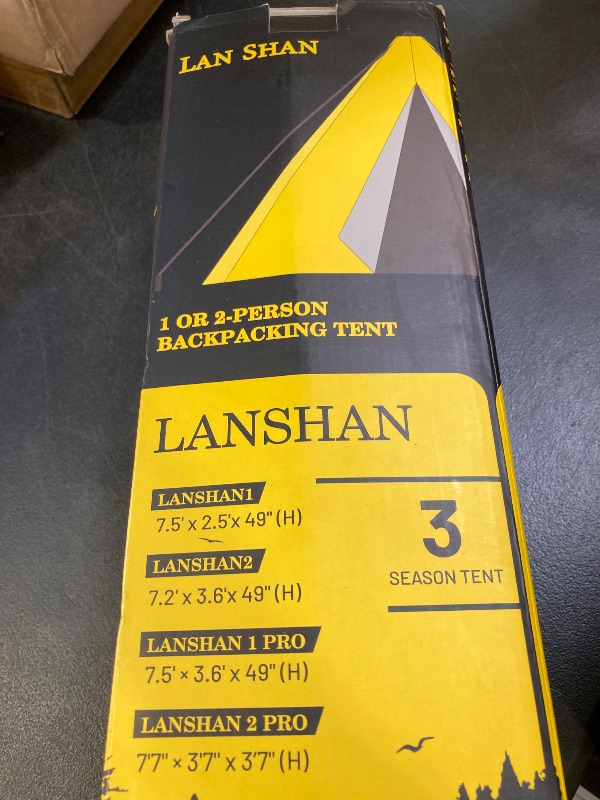 LAN SHAN
1 OR 2-PERSON
BACKPACKING TENT
LANSHAN
LANSHAN1
7.5' x 2.5'x 49" (H)
LANSHAN2
7.2' x 3.6'x 49" (H)
LANSHAN 1 PRO
7.5' × 3.6' x 49" (H)
LANSHAN 2 PRO
7'7" × 3'7" x 3'7" (H)
3
SEASON TENT